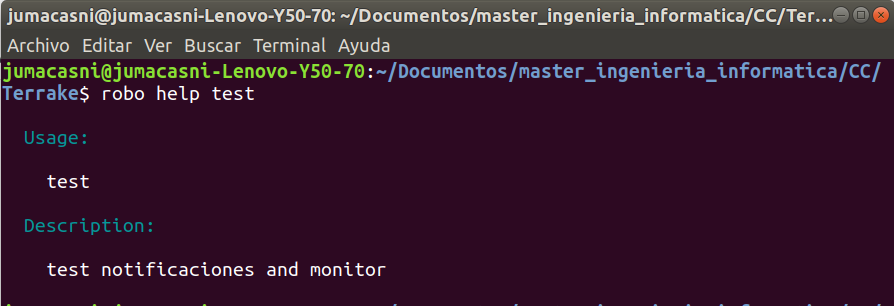 jumacasni@jumacasni-Lenovo-Y50-70: ~/Documentos/master_ingenieria_informatica/CC/Ter...
Archivo Editar Ver Buscar Terminal Ayuda
jumacasni@jumacasni-Lenovo-Y50-70:~/Documentos/master_ingenieria_informatica/CC/
Terrake$ robo help test
Usage:
test
Description:
test notificaciones and monitor